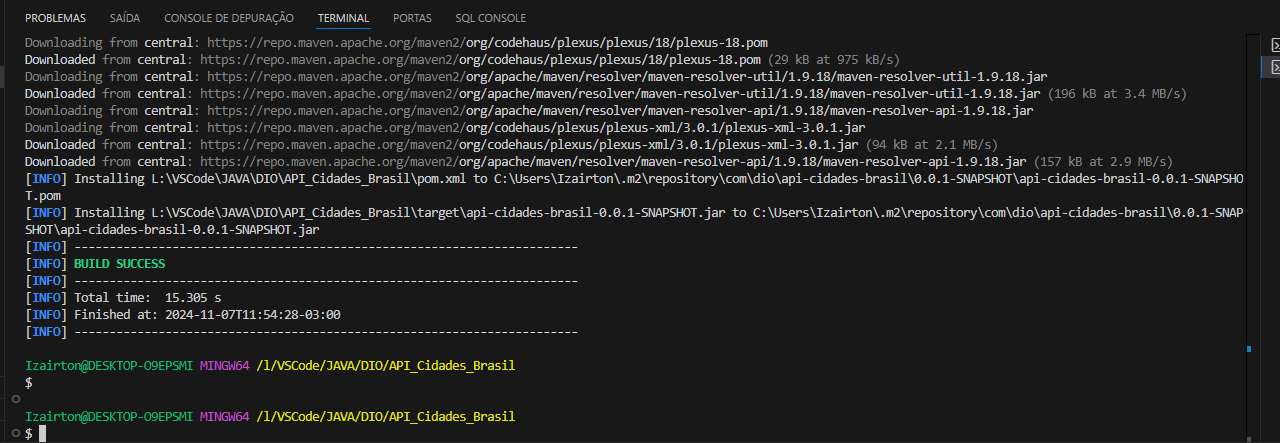 PROBLEMAS SAÍDA CONSOLE DE DEPURAÇÃO TERMINAL PORTAS SQL CONSOLE
Downloading from central: https://repo.maven.apache.org/maven2/org/codehaus/plexus/plexus/18/plexus-18.pom
Downloaded from central: https://repo.maven.apache.org/maven2/org/codehaus/plexus/plexus/18/plexus-18.pom (29 kB at 975 kB/s)
Downloading from central: https://repo.maven.apache.org/maven2/org/apache/maven/resolver/maven-resolver-util/1.9.18/maven-resolver-util-1.9.18.jar
Downloaded from central: https://repo.maven.apache.org/maven2/org/apache/maven/resolver/maven-resolver-util/1.9.18/maven-resolver-util-1.9.18.jar (196 kB at 3.4 MB/s)
Downloading from central: https://repo.maven.apache.org/maven2/org/apache/maven/resolver/maven-resolver-api/1.9.18/maven-resolver-api-1.9.18.jar
Downloading from central: https://repo.maven.apache.org/maven2/org/codehaus/plexus/plexus-xml/3.0.1/plexus-xml-3.0.1.jar
Downloaded from central: https://repo.maven.apache.org/maven2/org/codehaus/plexus/plexus-xml/3.0.1/plexus-xml-3.0.1.jar (94 kB at 2.1 MB/s)
Downloaded from central: https://repo.maven.apache.org/maven2/org/apache/maven/resolver/maven-resolver-api/1.9.18/maven-resolver-api-1.9.18.jar (157 kB at 2.9 MB/s)
[INFO] Installing L:\VSCode\JAVA\DIO\API_Cidades_Brasil\pom.xml to C:\Users\Izairton\.m2\repository\com\dio\api-cidades-brasil\0.0.1-SNAPSHOT\api-cidades-brasil-0.0.1-SNAPSHO
T.pom
[INFO] Installing L:\VSCode\JAVA\DIO\API_Cidades_Brasil\target\api-cidades-brasil-0.0.1-SNAPSHOT.jar to C:\Users\Izairton\.m2\repository\com\dio\api-cidades-brasil\0.0.1-SNAP
SHOT\api-cidades-brasil-0.0.1-SNAPSHOT.jar
[INFO] ------------------------------------------------------------------------
[INFO] BUILD SUCCESS
[INFO] ------------------------------------------------------------------------
[INFO] Total time:  15.305 s
[INFO] Finished at: 2024-11-07T11:54:28-03:00
[INFO] ------------------------------------------------------------------------
Izairton@DESKTOP-O9EPSMI MINGW64 /l/VSCode/JAVA/DIO/API_Cidades_Brasil
$
Izairton@DESKTOP-O9EPSMI MINGW64 /l/VSCode/JAVA/DIO/API_Cidades_Brasil
$